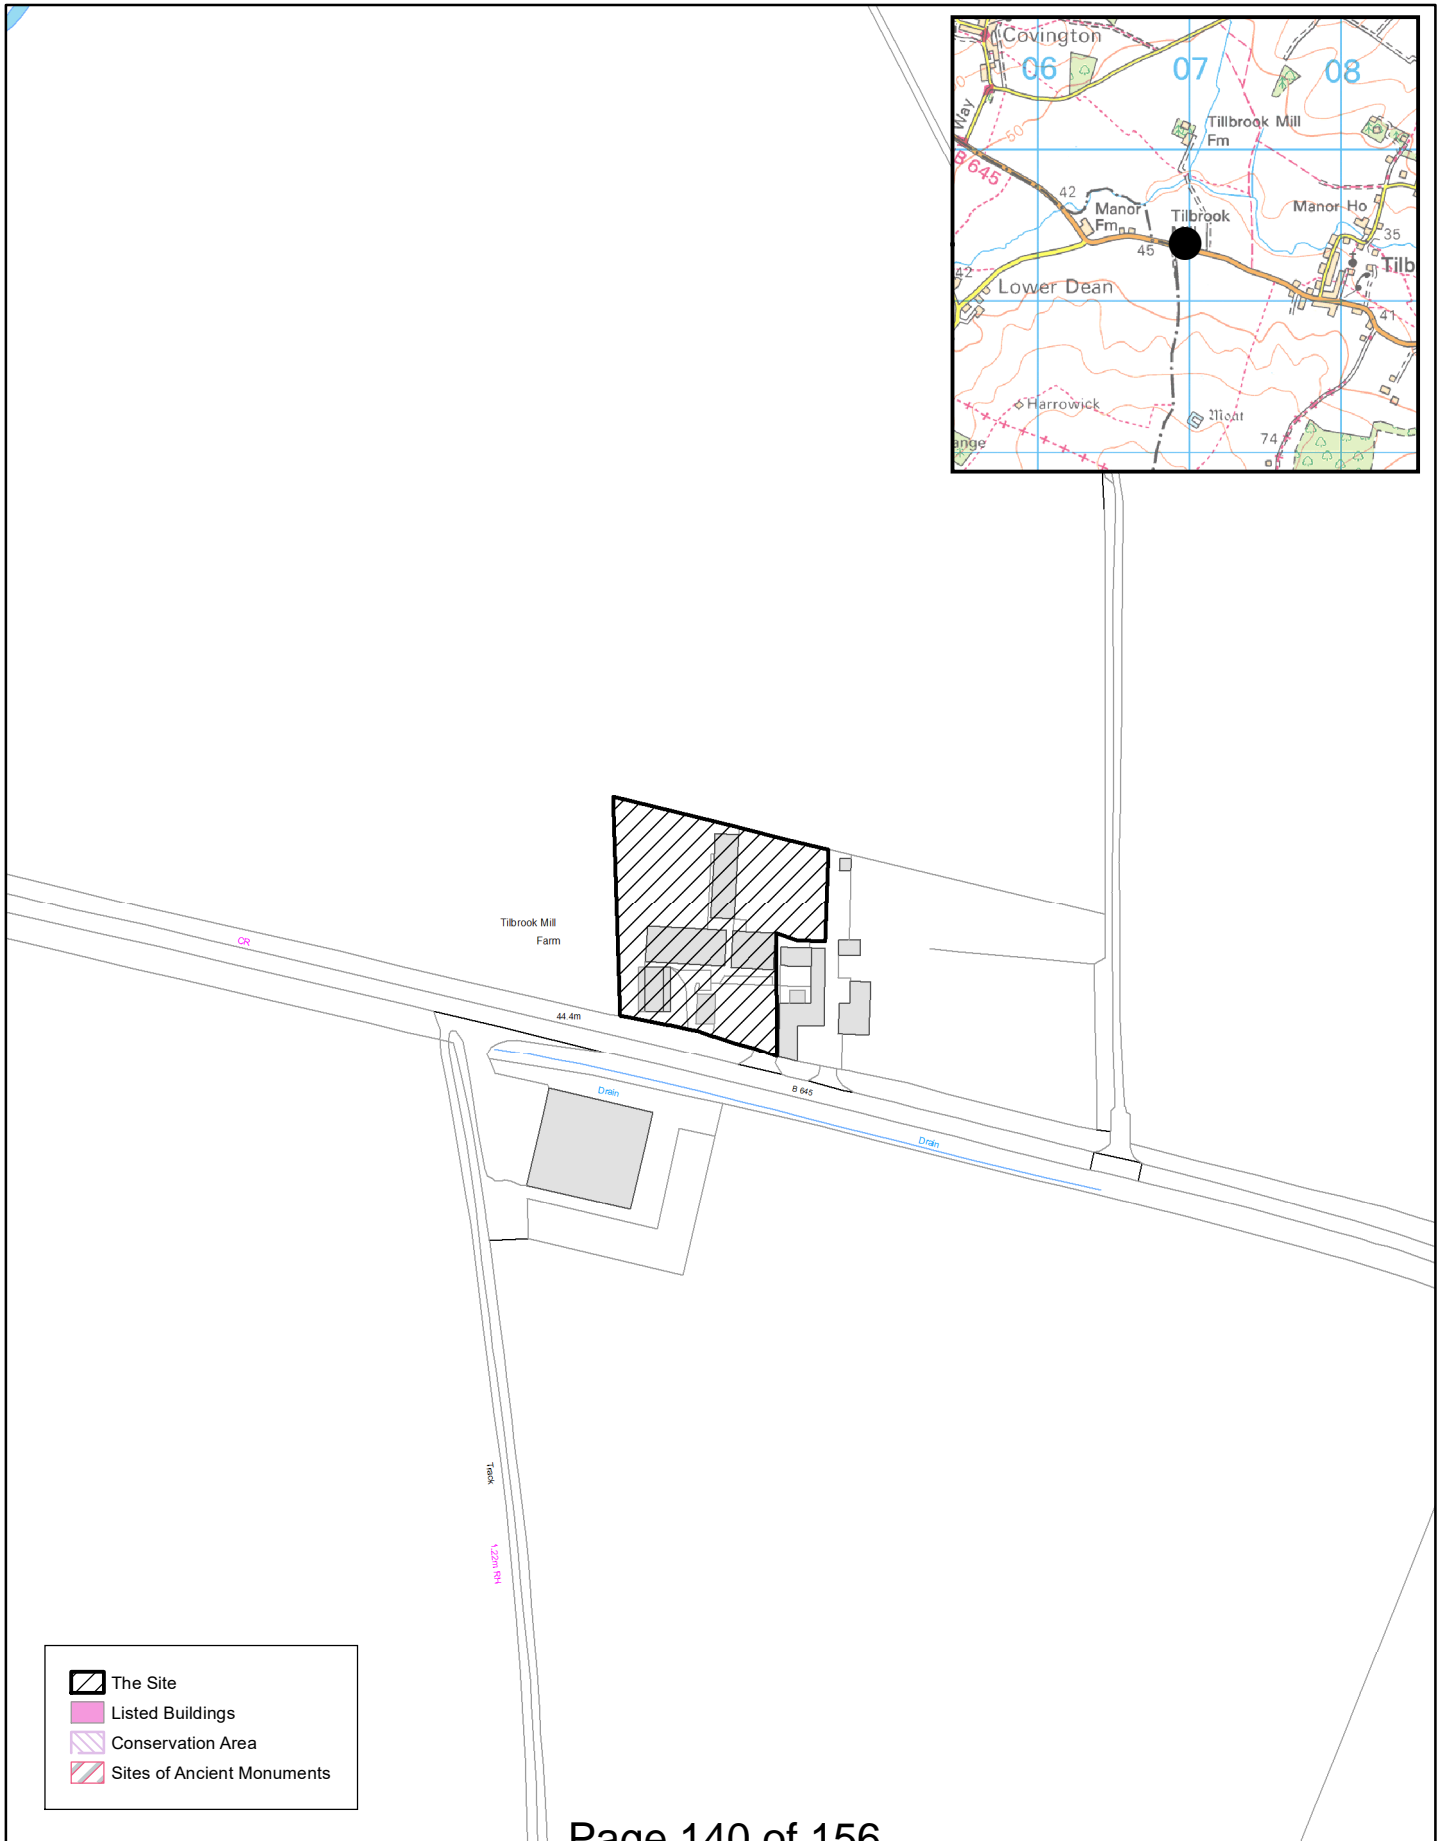 Covington
06
07
08
Way
50
Tillbrook Mill
Fm
B 645
42
Manor
Fm
Tilbrook
Manor Ho
35
45
Tilb
42
Lower Dean
41
Harrowick
Moat
74
ange
Tilbrook Mill
Farm
CR
44.4m
Drain
B 645
Drain
Track
1.22m RH
The Site
Listed Buildings
Conservation Area
Sites of Ancient Monuments
Page 140 of 156